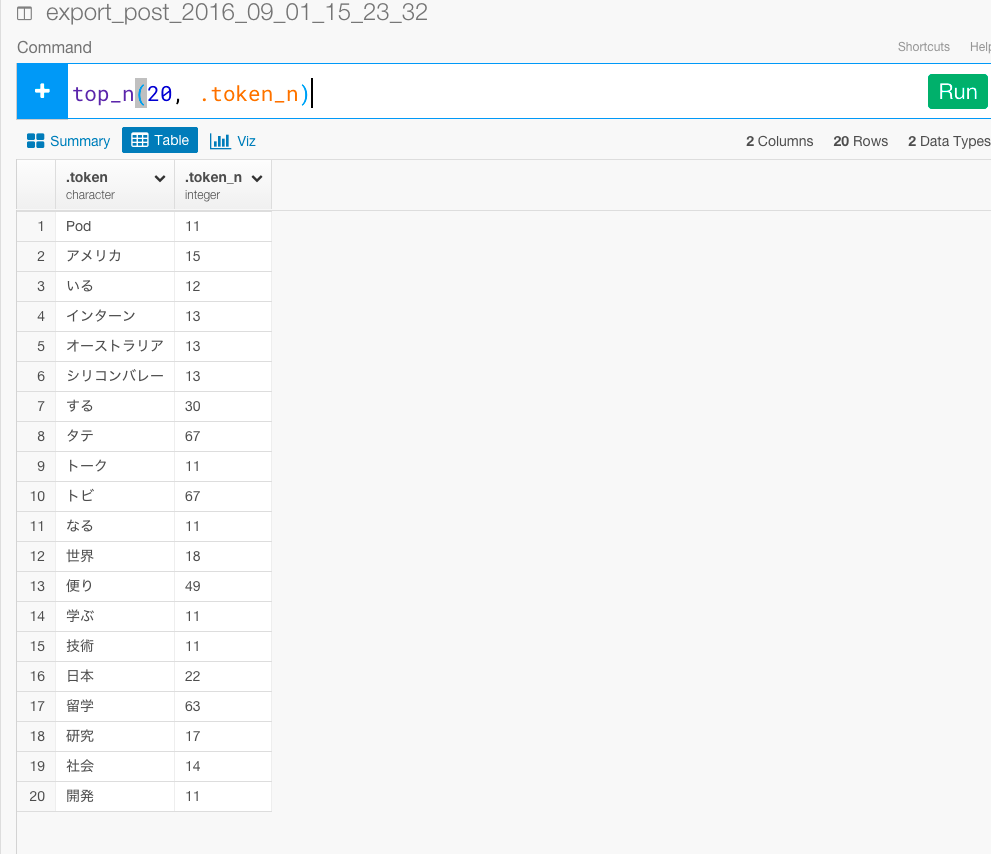 export_post_2016_09_01_15_23_32
Command
Shortcuts
top_n(20, .token_n)
Run
Summary
Table
Viz
2 Columns 20 Rows 2 Data Types
.token .token_n
character integer
1 Pod 11
2 アメリカ 15
3 いる 12
4 インターン 13
5 オーストラリア 13
6 シリコンバレー 13
7 する 30
8 タテ 67
9 トーク 11
10 トビ 67
11 なる 11
12 世界 18
13 便り 49
14 学ぶ 11
15 技術 11
16 日本 22
17 留学 63
18 研究 17
19 社会 14
20 開発 11